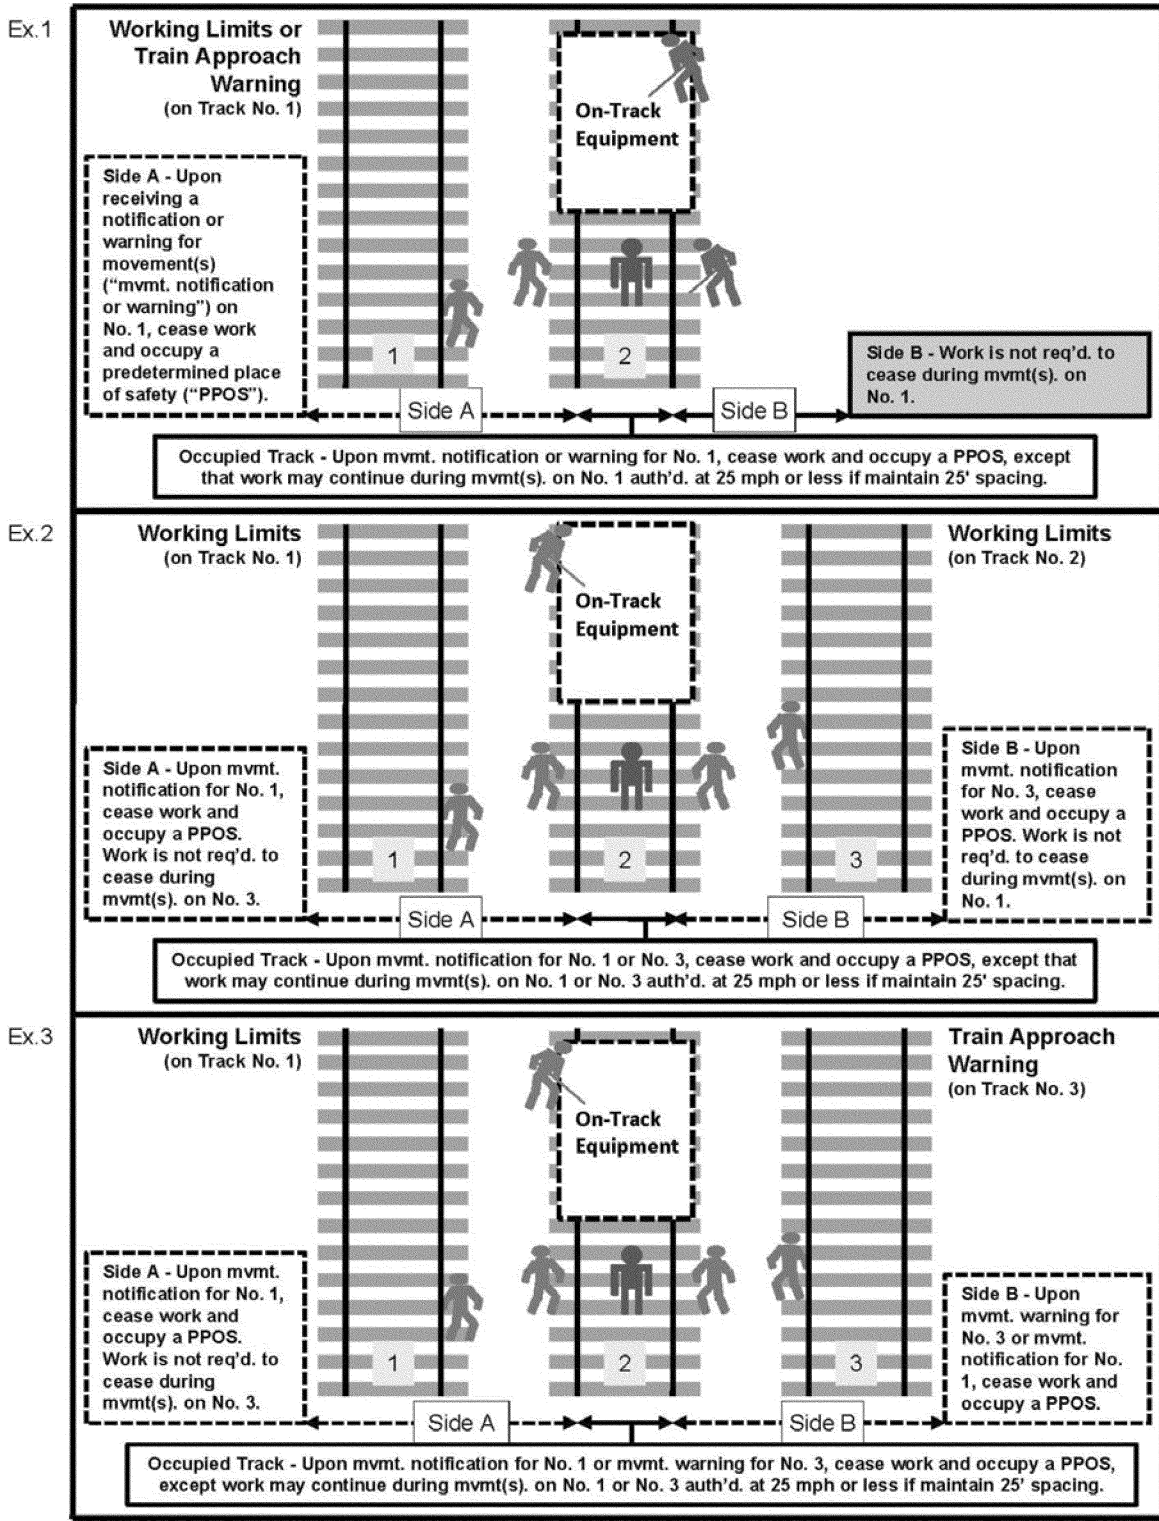 Ex.1
Working Limits or
Train Approach
Warning
(on Track No. 1)
Side A - Upon
receiving a
notification or
warning for
movement(s)
(“mvmt. notification
or warning”) on
No. 1, cease work
and occupy a
predetermined place
of safety (“PPOS”).
On-Track
Equipment
1
2
Side A
Side B
Side B - Work is not req'd. to
cease during mvmt(s). on
No. 1.
Occupied Track - Upon mvmt. notification or warning for No. 1, cease work and occupy a PPOS, except
that work may continue during mvmt(s). on No. 1 auth'd. at 25 mph or less if maintain 25' spacing.
Ex.2
Working Limits
(on Track No. 1)
On-Track
Equipment
Working Limits
(on Track No. 2)
Side A - Upon mvmt.
notification for No. 1,
cease work and
occupy a PPOS.
Work is not req'd. to
cease during
mvmt(s). on No. 3.
1
2
3
Side A
Side B
Side B - Upon
mvmt. notification
for No. 3, cease
work and occupy a
PPOS. Work is not
req'd. to cease
during mvmt(s). on
No. 1.
Occupied Track - Upon mvmt. notification for No. 1 or No. 3, cease work and occupy a PPOS, except that
work may continue during mvmt(s). on No. 1 or No. 3 auth'd. at 25 mph or less if maintain 25' spacing.
Ex.3
Working Limits
(on Track No. 1)
On-Track
Equipment
Train Approach
Warning
(on Track No. 3)
Side A - Upon mvmt.
notification for No. 1,
cease work and
occupy a PPOS.
Work is not req'd. to
cease during
mvmt(s). on No. 3.
1
2
3
Side A
Side B
Side B - Upon
mvmt. warning for
No. 3 or mvmt.
notification for No.
1, cease work and
occupy a PPOS.
Occupied Track - Upon mvmt. notification for No. 1 or mvmt. warning for No. 3, cease work and occupy a PPOS,
except work may continue during mvmt(s). on No. 1 or No. 3 auth'd. at 25 mph or less if maintain 25' spacing.